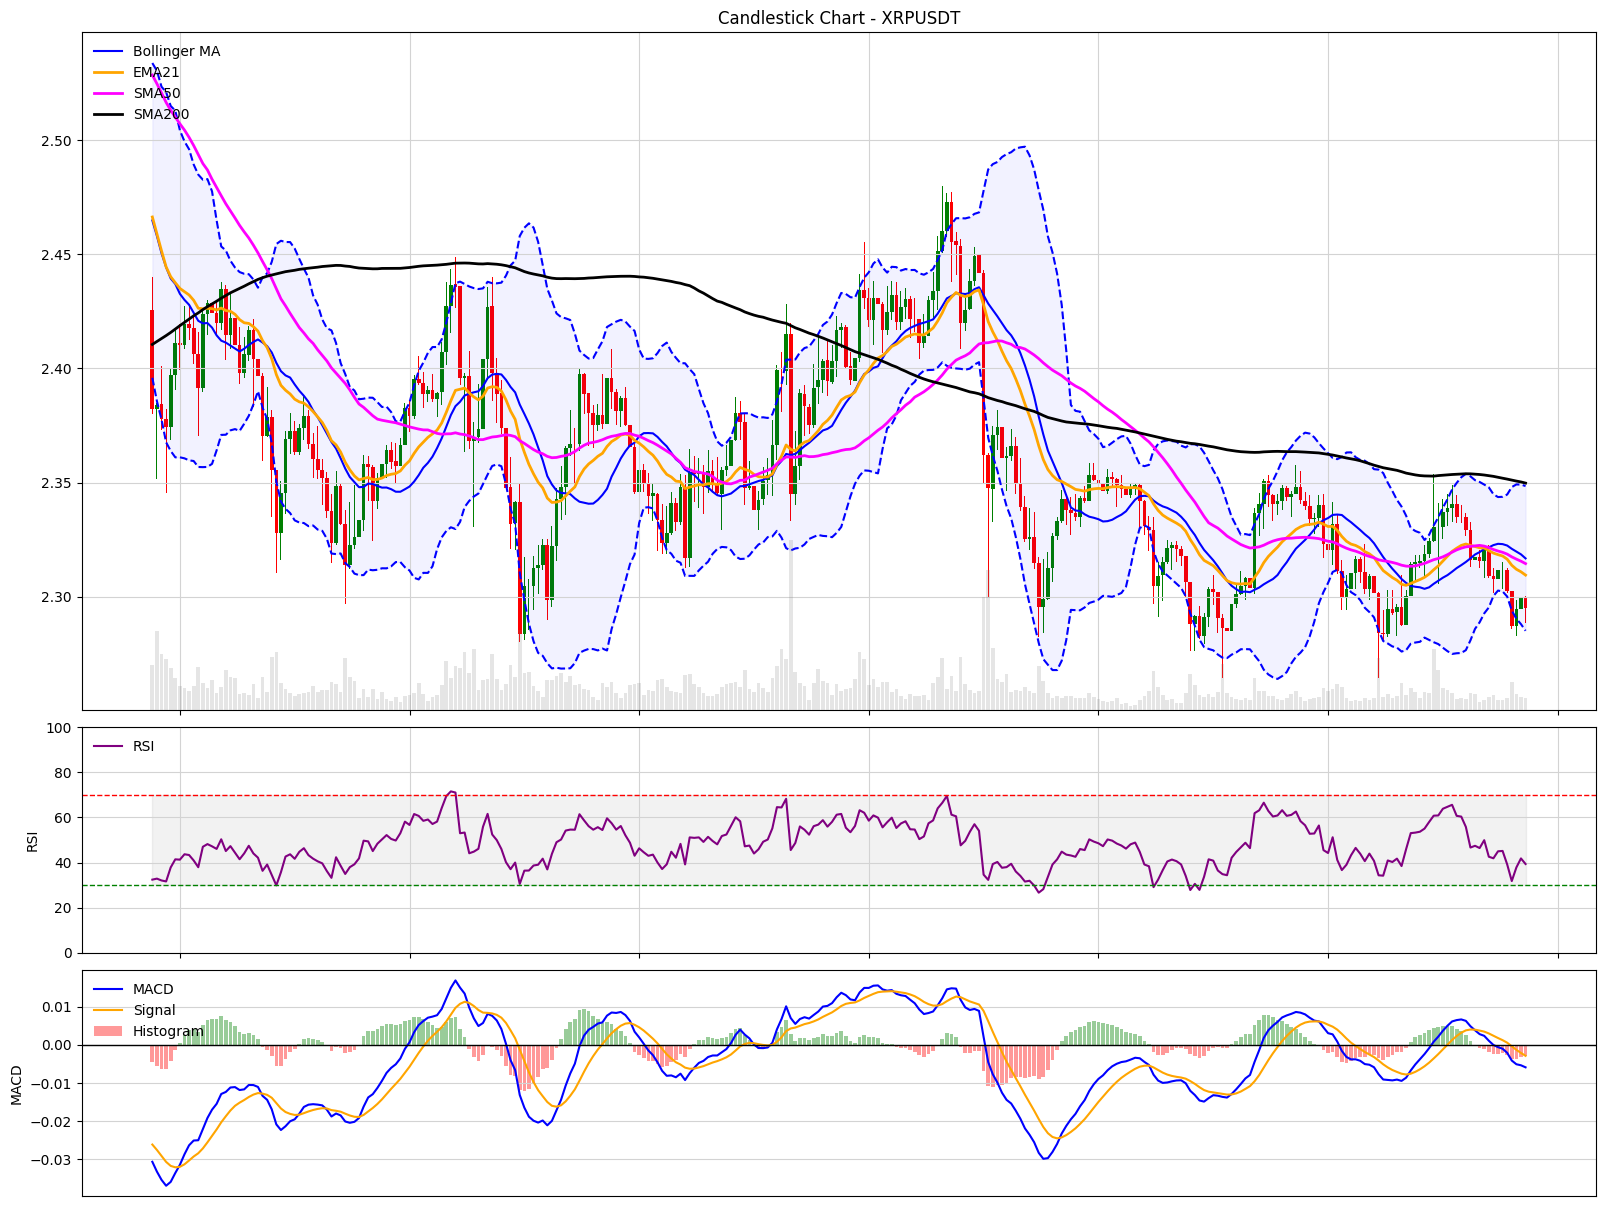 Candlestick Chart - XRPUSDT
Bollinger MA
EMA21
SMA50
SMA200
2.50
2.45
2.40
2.35
2.30
100
80
60
40
20
0
RSI
RSI
0.01
0.00
−0.01
−0.02
−0.03
MACD
MACD
Signal
Histogram